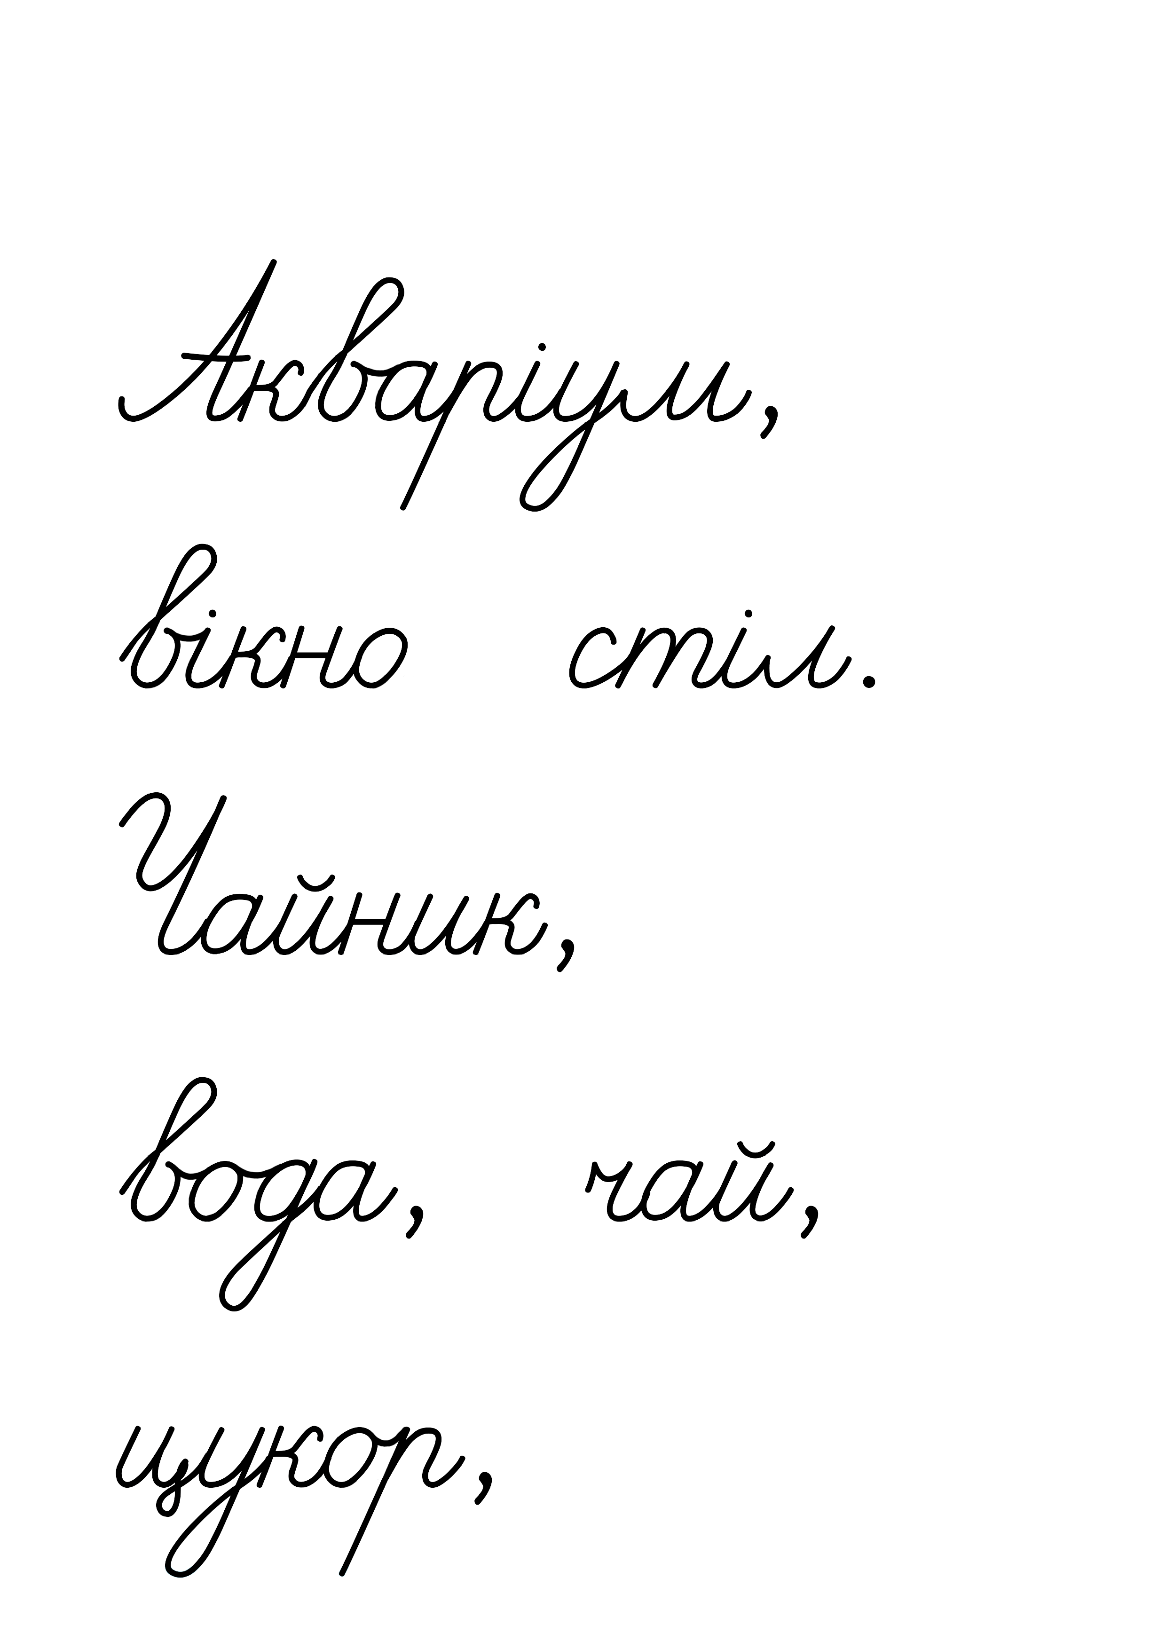 Акваріум,
вікно стіл.
Чайник,
вода, чай,
цукор,